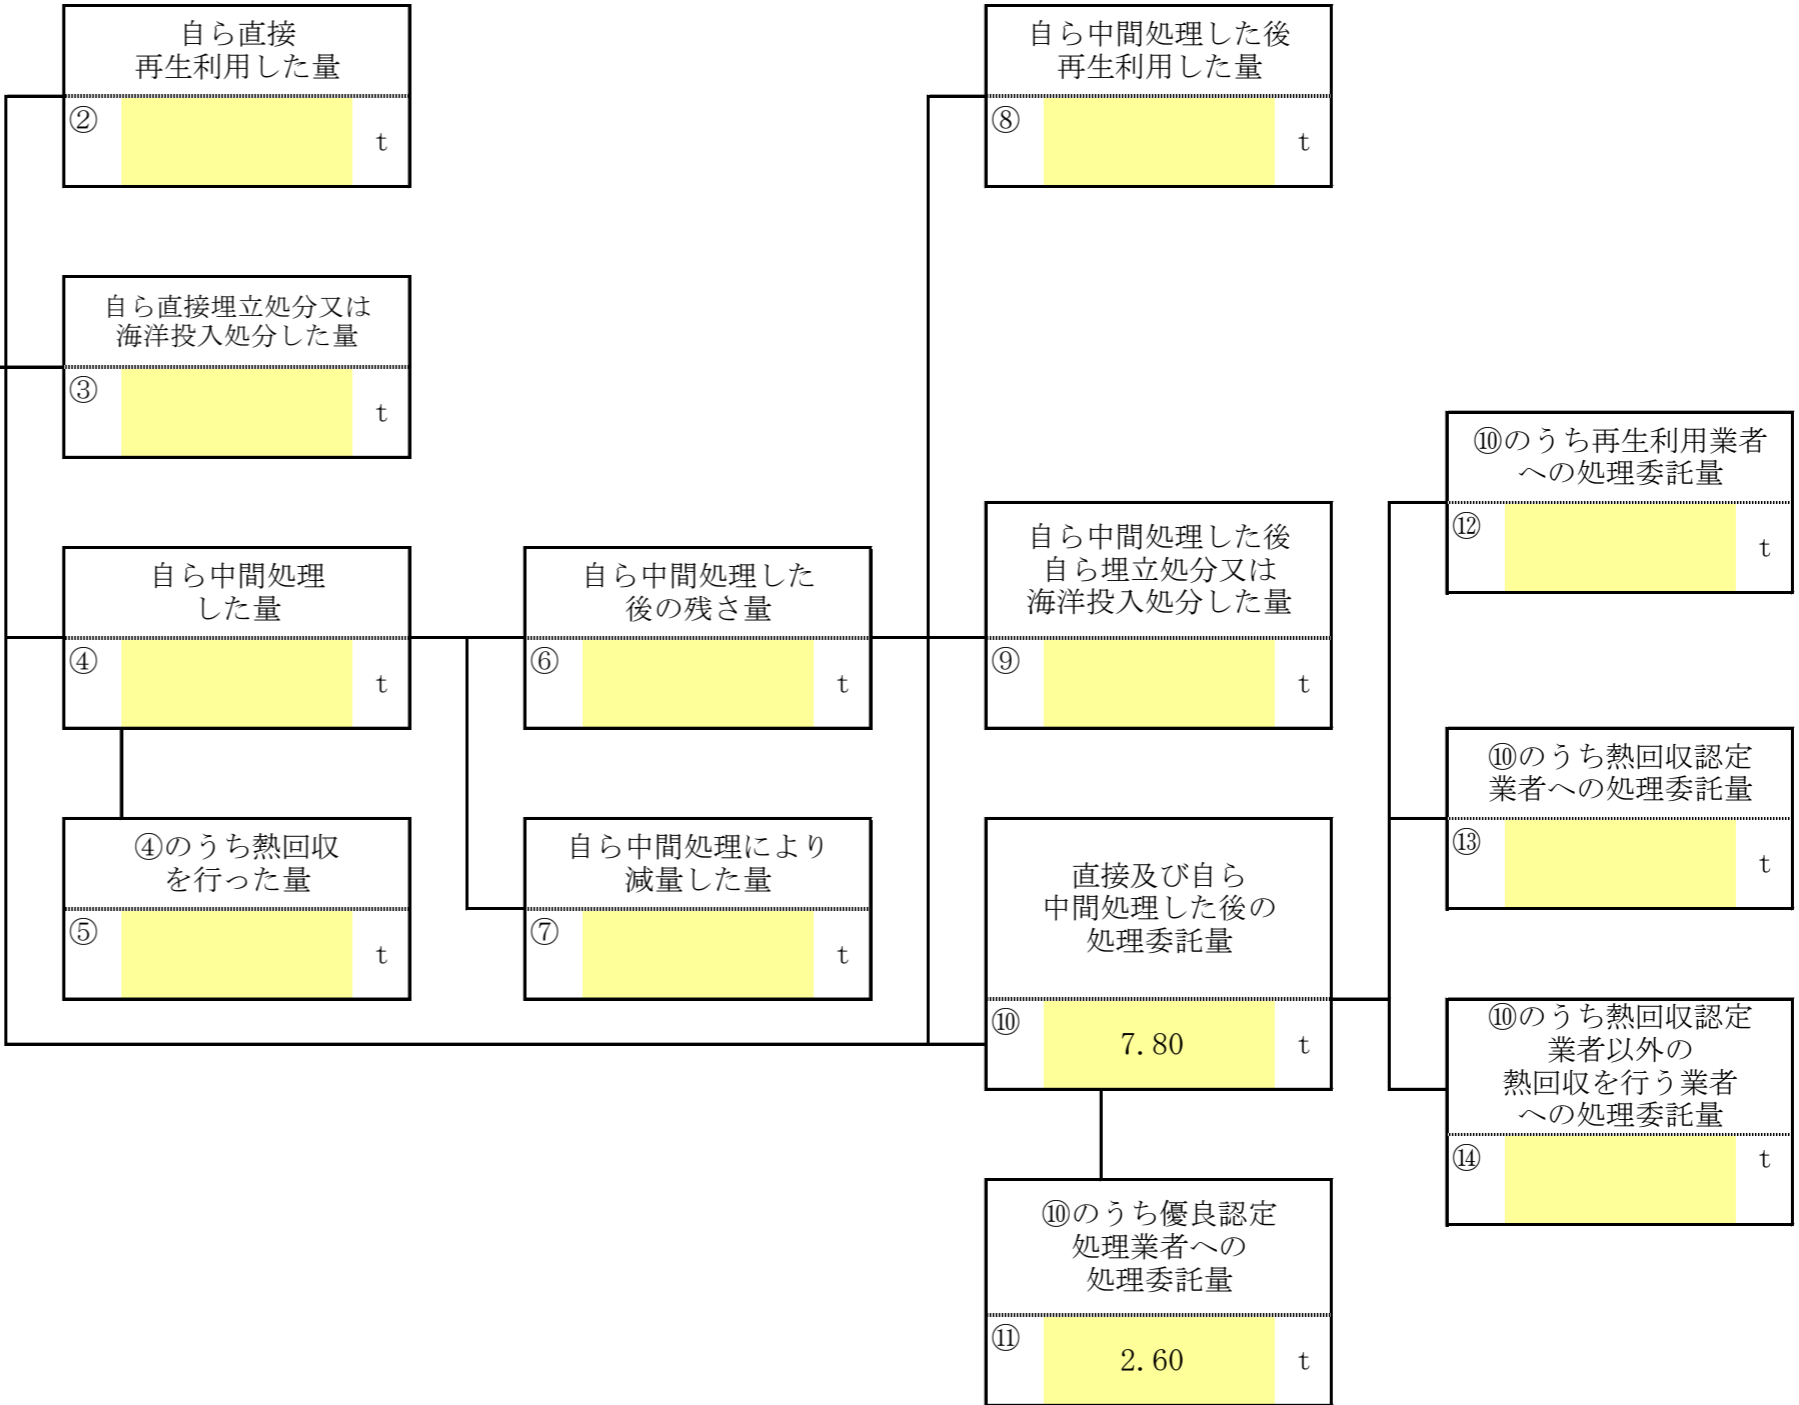 自ら直接
再生利用した量
②
t
自ら中間処理した後
再生利用した量
⑧
t
自ら直接埋立処分又は
海洋投入処分した量
③
t
⑩のうち再生利用業者
への処理委託量
⑫
t
自ら中間処理
した量
④
t
自ら中間処理した
後の残さ量
⑥
t
自ら中間処理した後
自ら埋立処分又は
海洋投入処分した量
⑨
t
⑩のうち熱回収認定
業者への処理委託量
⑬
t
④のうち熱回収
を行った量
⑤
t
自ら中間処理により
減量した量
⑦
t
直接及び自ら
中間処理した後の
処理委託量
⑩ 7.80 t
⑩のうち熱回収認定
業者以外の
熱回収を行う業者
への処理委託量
⑭
t
⑩のうち優良認定
処理業者への
処理委託量
⑪ 2.60 t